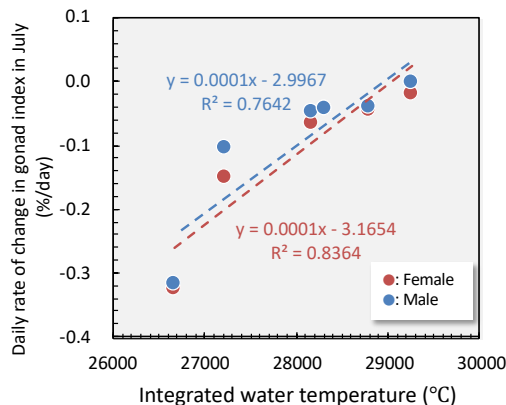 Daily rate of change in gonad index in July
(%/day)
0.0
-0.1
-0.2
-0.3
-0.4
y = 0.0001x - 2.9967
R² = 0.7642
y = 0.0001x - 3.1654
R² = 0.8364
: Female
: Male
26000 27000 28000 29000 30000
Integrated water temperature (℃)